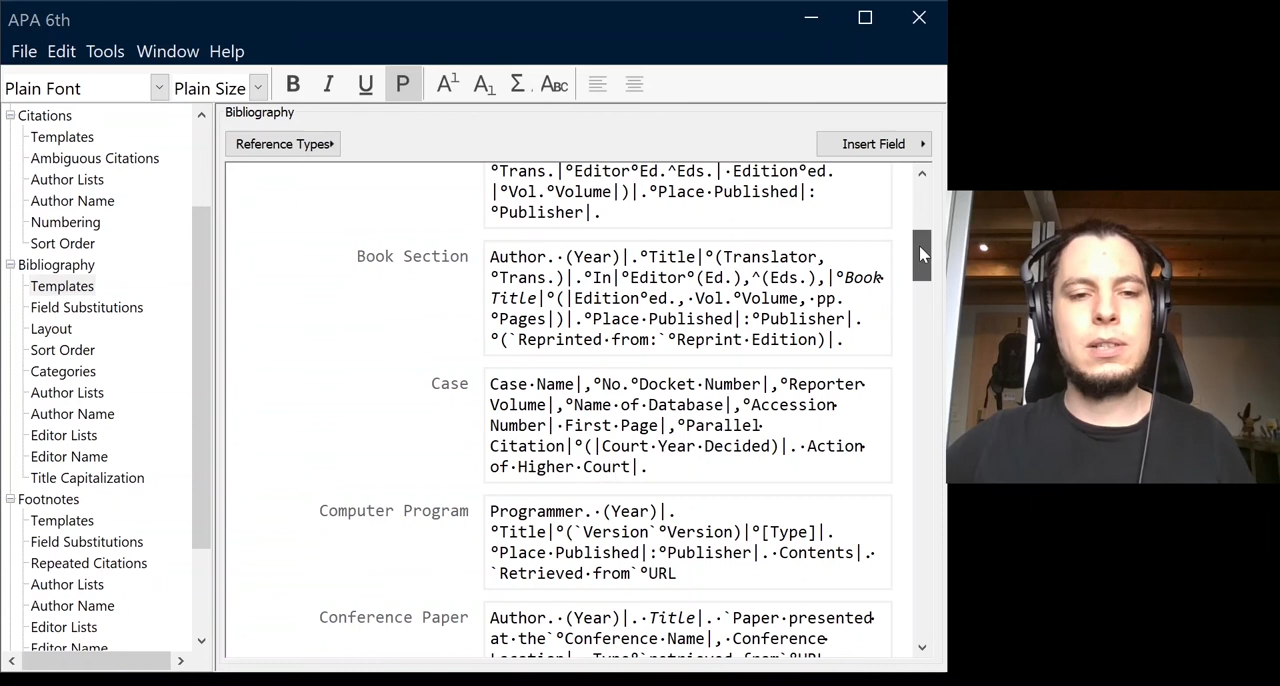 APA 6th
File Edit Tools Window Help
Plain Font Plain Size B I U P A1 A1 Σ. ABC
Citations
Templates
Ambiguous Citations
Author Lists
Author Name
Numbering
Sort Order
Bibliography
Templates
Field Substitutions
Layout
Sort Order
Categories
Author Lists
Author Name
Editor Lists
Editor Name
Title Capitalization
Footnotes
Templates
Field Substitutions
Repeated Citations
Author Lists
Author Name
Editor Lists
Editor Name
Bibliography
Reference Types
Insert Field
°Trans.|°Editor°Ed.^Eds.|·Edition°ed.
|°Vol.°Volume|)|.°Place·Published|:
°Publisher|.
Book Section
Author.·(Year)|.°Title|°(Translator,
°Trans.)|.°In|°Editor°(Ed.),^(Eds.),|°Book·
Title|°(|Edition°ed.,·Vol.°Volume,·pp.
°Pages|)|.°Place·Published|:°Publisher|.
°(`Reprinted·from:`°Reprint·Edition)|.
Case
Case·Name|,°No.°Docket·Number|,°Reporter·
Volume|,°Name·of·Database|,°Accession·
Number|·First·Page|,°Parallel·
Citation|°(|Court·Year·Decided)|.·Action·
of·Higher·Court|.
Computer Program
Programmer.·(Year)|.
°Title|°(`Version`°Version)|°[Type]|.
°Place·Published|:°Publisher|.·Contents|.·
`Retrieved·from`°URL
Conference Paper
Author.·(Year)|.·Title|.·`Paper·presented·
at·the`°Conference·Name|,·Conference·
Location|.·Type°`retrieved·from`°URL